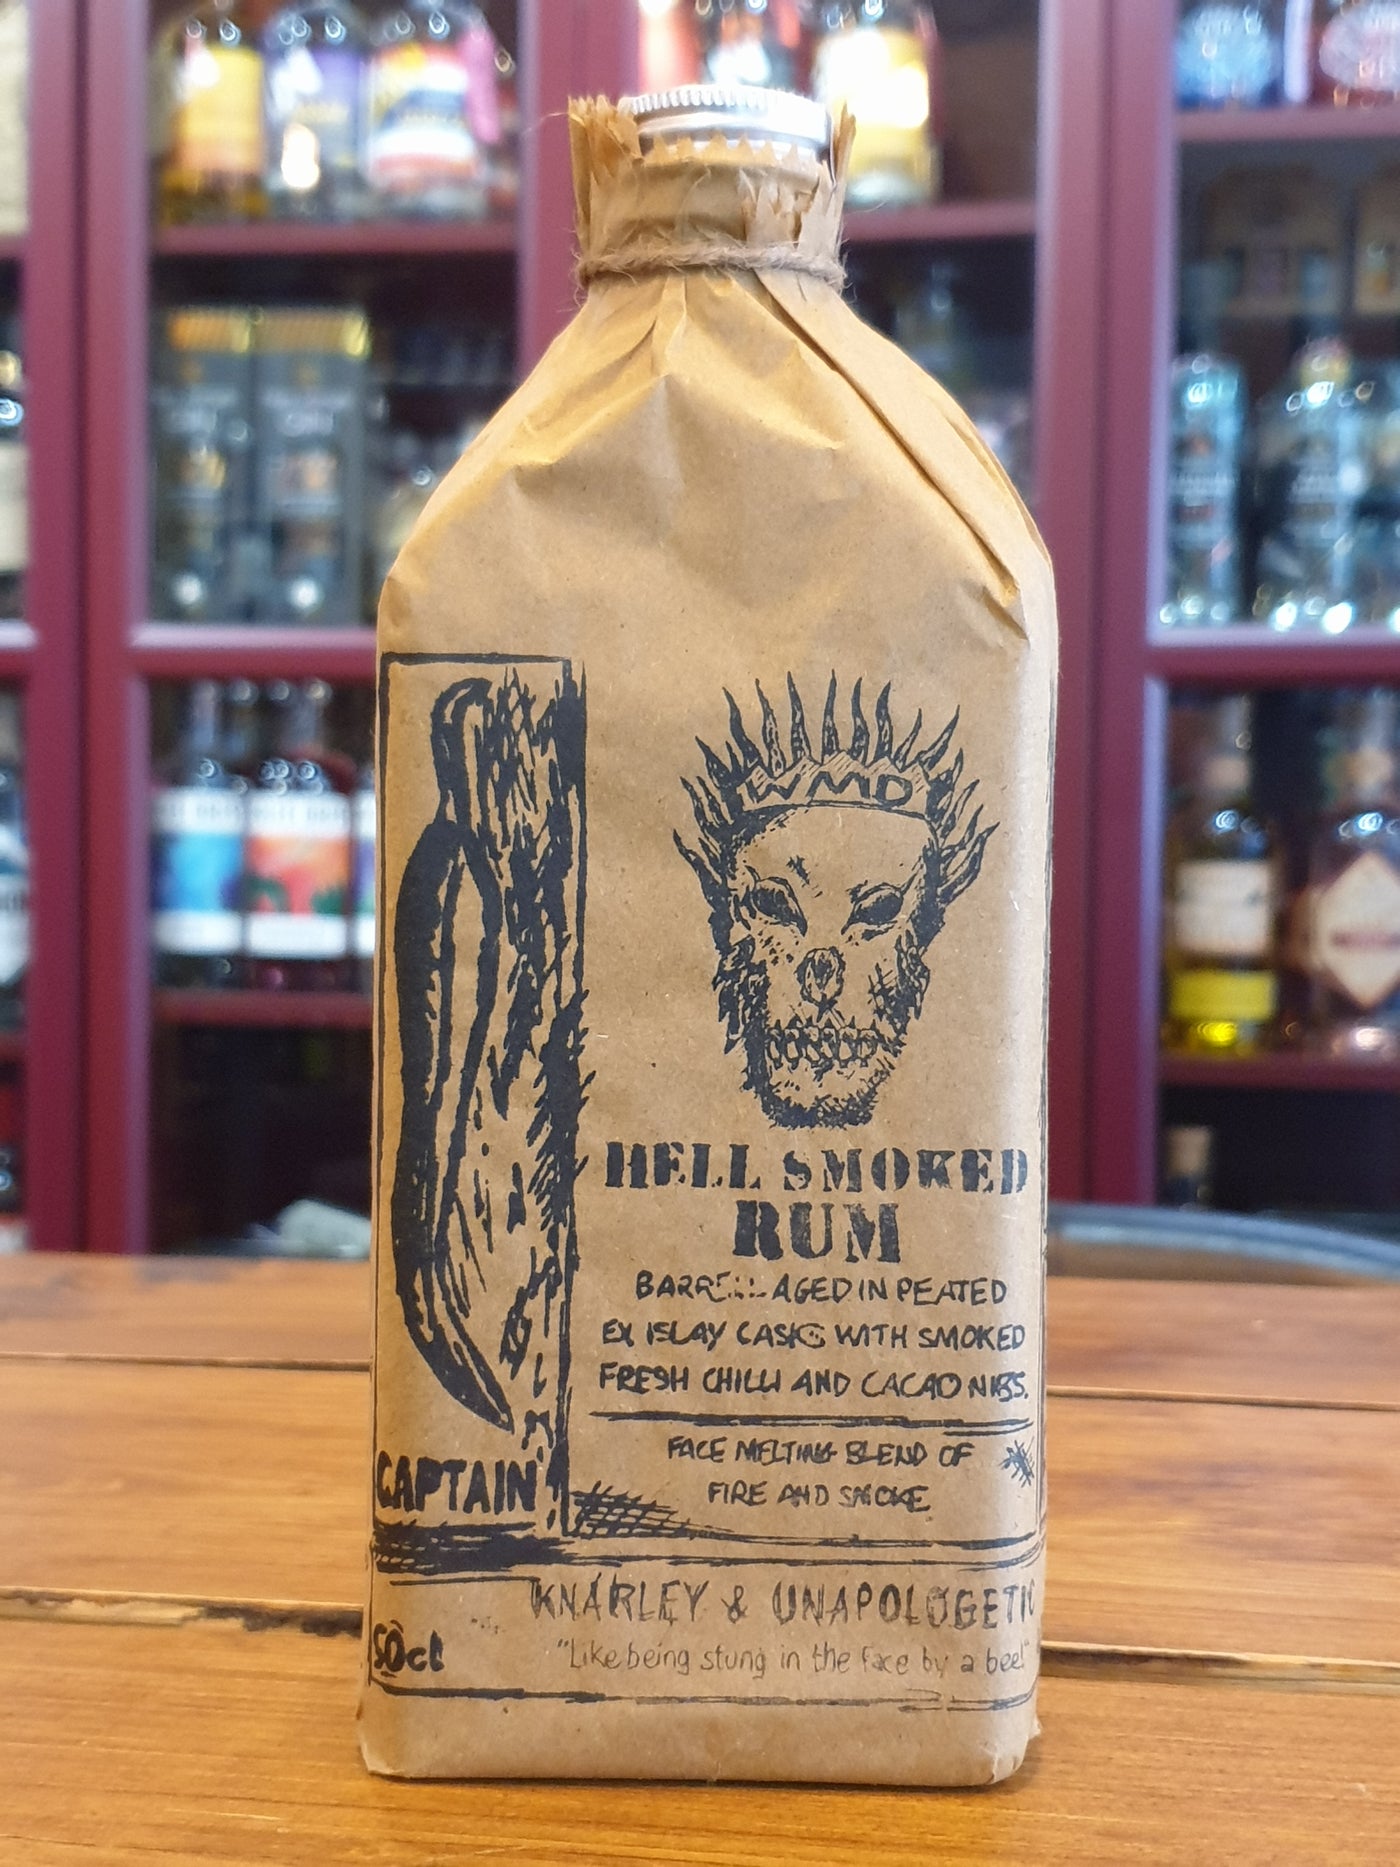 WMD
HELL SMOKED
RUM
BARRELL AGED IN PEATED
EX ISLAY CASKS WITH SMOKED
FRESH CHILLI AND CACAO NIBS.
FACE MELTING BLEND OF
FIRE AND SMOKE
CAPTAIN
KNARLEY & UNAPOLOGETIC
50cl
"Like being stung in the face by a bee!"